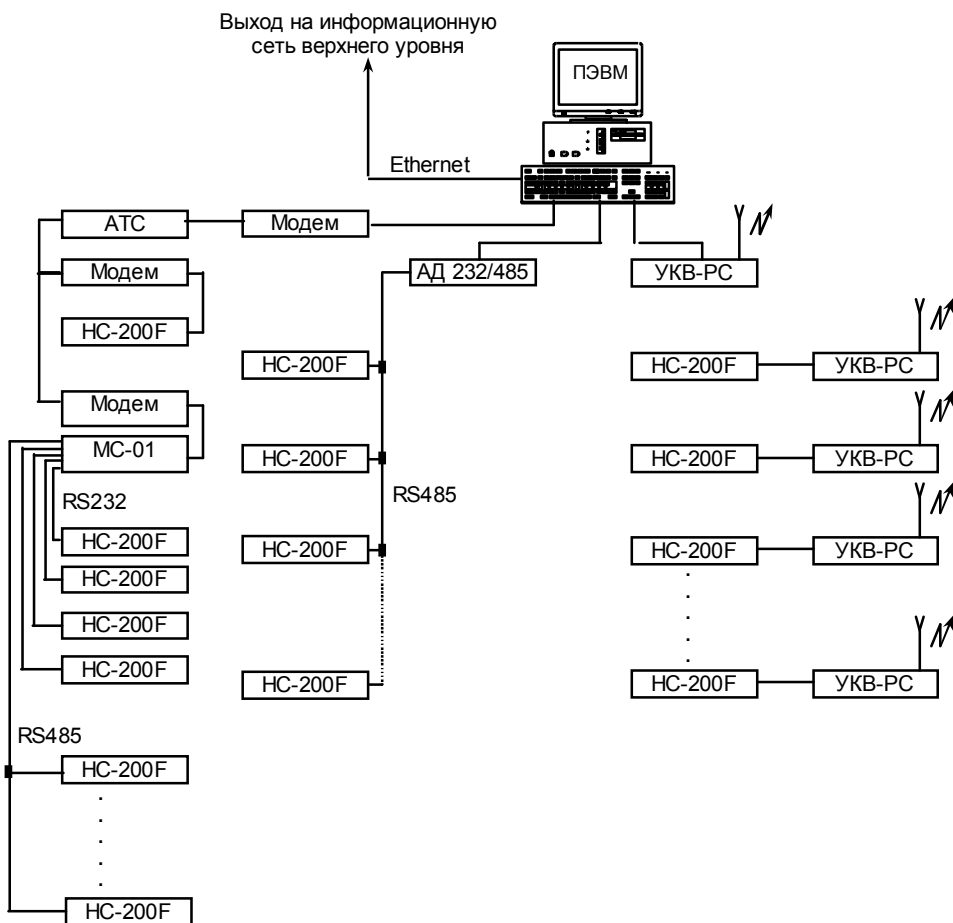 Выход на информационную
сеть верхнего уровня
ПЭВМ
Ethernet
АТС
Модем
Модем
АД 232/485
УКВ-РС
НС-200F
НС-200F
НС-200F
УКВ-РС
Модем
МС-01
НС-200F
НС-200F
УКВ-РС
RS232
RS485
НС-200F
НС-200F
НС-200F
УКВ-РС
НС-200F
НС-200F
НС-200F
НС-200F
НС-200F
УКВ-РС
RS485
НС-200F
НС-200F